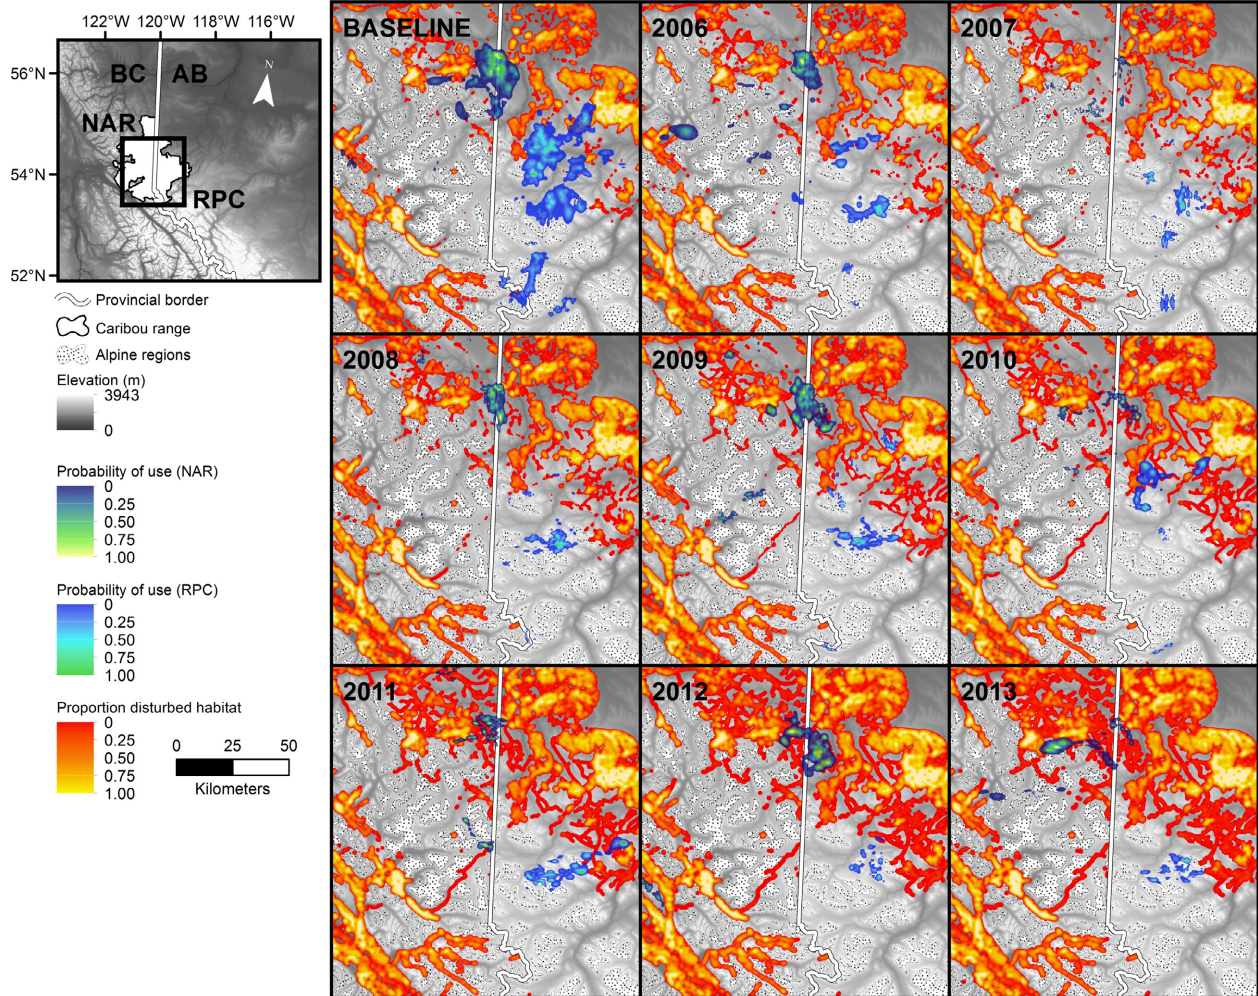 122°W 120°W 118°W 116°W
56°N
54°N
52°N
BC AB
N
NAR
RPC
Provincial border
Caribou range
Alpine regions
Elevation (m)
3943
0
Probability of use (NAR)
0
0.25
0.50
0.75
1.00
Probability of use (RPC)
0
0.25
0.50
0.75
1.00
Proportion disturbed habitat
0
0.25
0.50
0.75
1.00
0 25 50
Kilometers
BASELINE
2006
2007
2008
2009
2010
2011
2012
2013